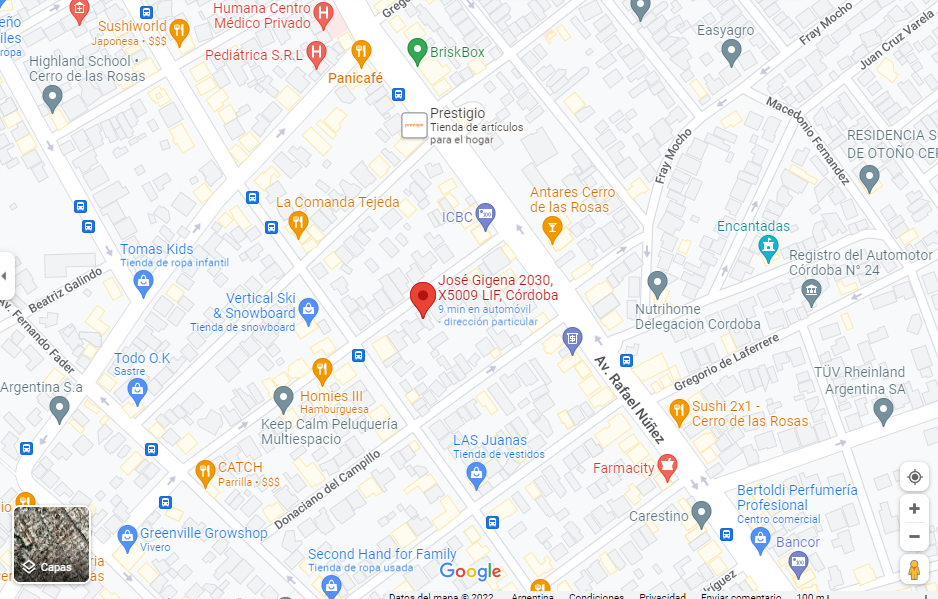 Humana Centro
Médico Privado
Sushiworld
Japonesa • $$$
Highland School •
Cerro de las Rosas
Pediátrica S.R.L
Panicafé
BriskBox
Easyagro
Fray Mocho
Juan Cruz Varela
Prestigio
Tienda de artículos
para el hogar
Macedonio Fernandez
Fray Mocho
RESIDENCIA S
DE OTOÑO CER
La Comanda Tejeda
ICBC
Antares Cerro
de las Rosas
Encantadas
Registro del Automotor
Córdoba N° 24
Tomas Kids
Tienda de ropa infantil
Beatriz Galindo
Av. Fernando Fader
José Gigena 2030,
X5009 LIF, Córdoba
9 min en automóvil
- dirección particular
Vertical Ski
& Snowboard
Tienda de snowboard
Nutrihome
Delegacion Cordoba
Todo O.K
Sastre
Argentina S.a
Homies III
Hamburguesa
Keep Calm Peluquería
Multiespacio
Av. Rafael Núñez
Gregorio de Laferrere
TÜV Rheinland
Argentina SA
Sushi 2x1 -
Cerro de las Rosas
LAS Juanas
Tienda de vestidos
Farmacity
CATCH
Parrilla • $$$
Donaciano del Campillo
Carestino
Bertoldi Perfumería
Profesional
Centro comercial
Bancor
Greenville Growshop
Vivero
Second Hand for Family
Tienda de ropa usada
Capas
Google
Datos del mapa © 2022 Argentina Condiciones Privacidad Enviar comentario 100 m